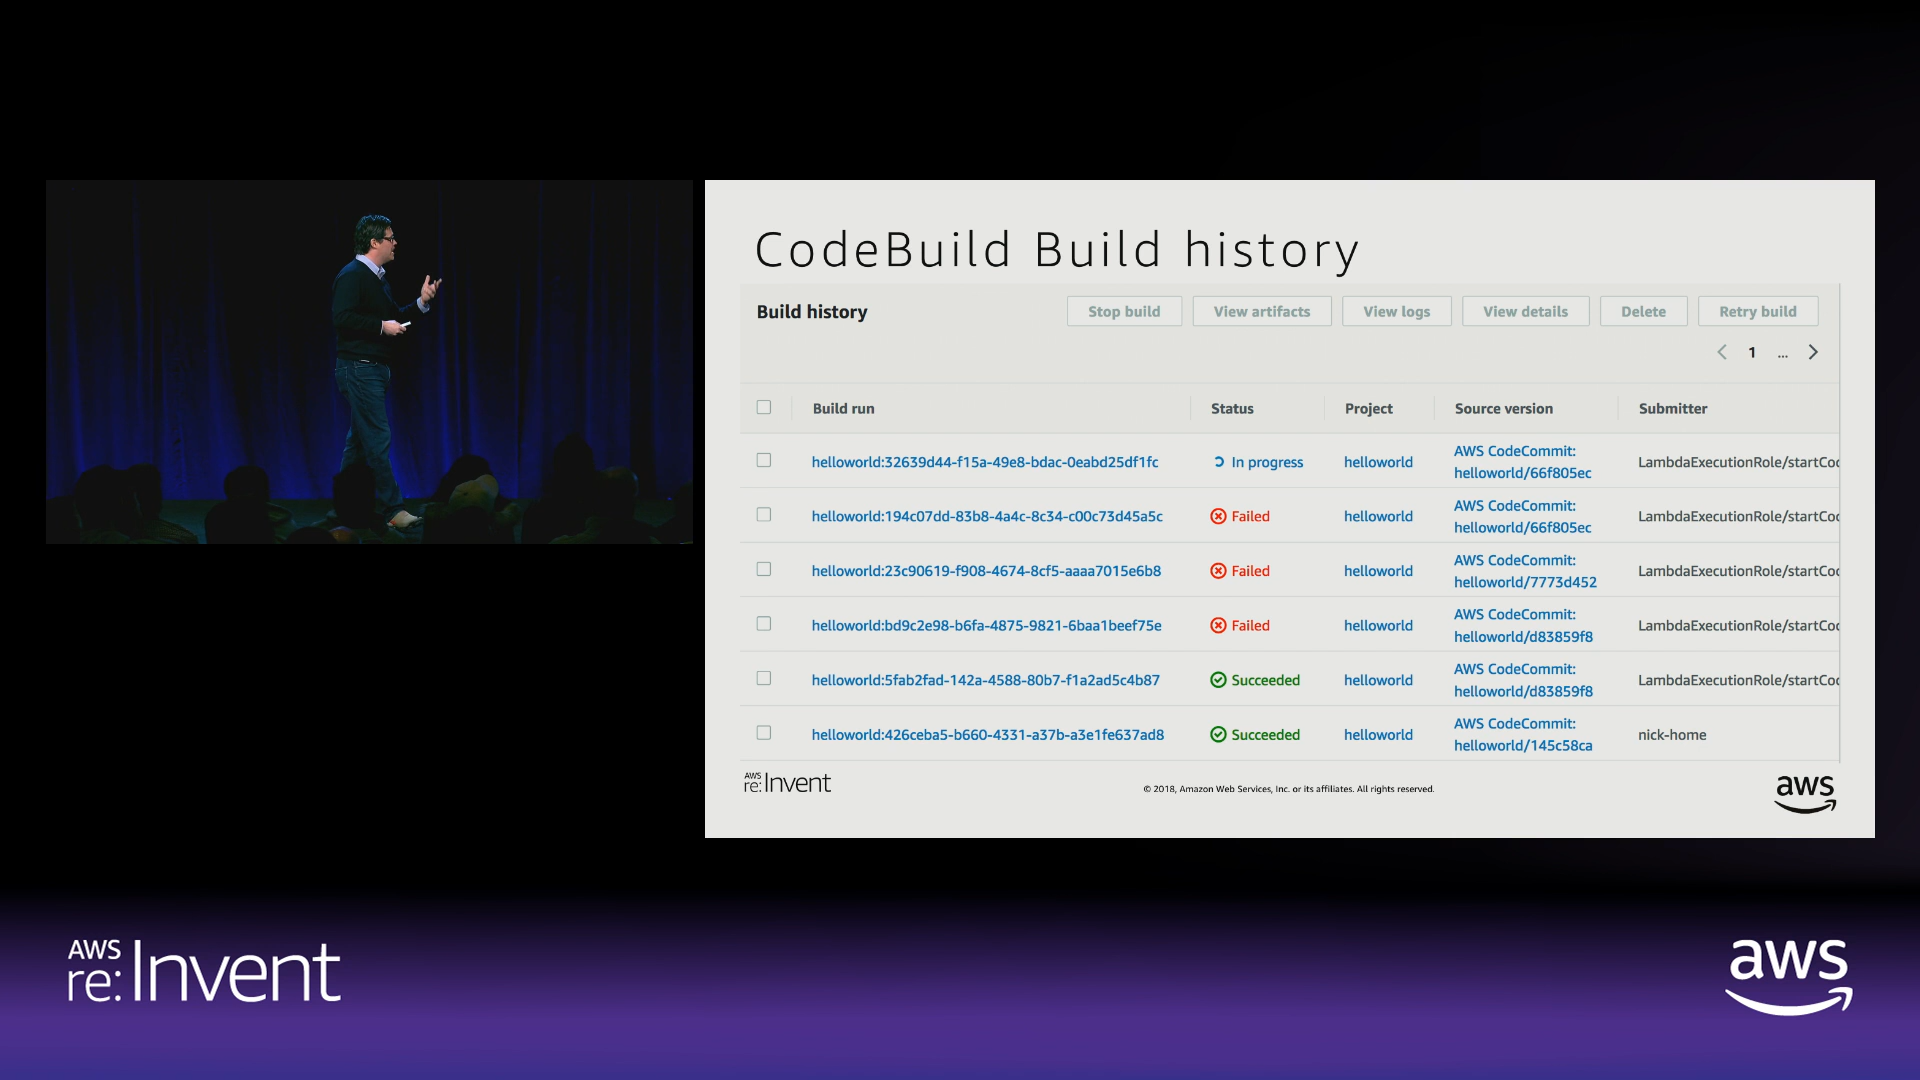 CodeBuild Build history
Build history Stop build View artifacts View logs View details Delete Retry build
1 ...
Build run Status Project Source version Submitter
helloworld:32639d44-f15a-49e8-bdac-0eabd25df1fc In progress helloworld AWS CodeCommit: helloworld/66f805ec LambdaExecutionRole/startCo
helloworld:194c07dd-83b8-4a4c-8c34-c00c73d45a5c Failed helloworld AWS CodeCommit: helloworld/66f805ec LambdaExecutionRole/startCo
helloworld:23c90619-f908-4674-8cf5-aaaa7015e6b8 Failed helloworld AWS CodeCommit: helloworld/7773d452 LambdaExecutionRole/startCo
helloworld:bd9c2e98-b6fa-4875-9821-6baa1beef75e Failed helloworld AWS CodeCommit: helloworld/d83859f8 LambdaExecutionRole/startCo
helloworld:5fab2fad-142a-4588-80b7-f1a2ad5c4b87 Succeeded helloworld AWS CodeCommit: helloworld/d83859f8 LambdaExecutionRole/startCo
helloworld:426ceba5-b660-4331-a37b-a3e1fe637ad8 Succeeded helloworld AWS CodeCommit: helloworld/145c58ca nick-home
AWS re:Invent
© 2018, Amazon Web Services, Inc. or its affiliates. All rights reserved.
aws
AWS re:Invent
aws